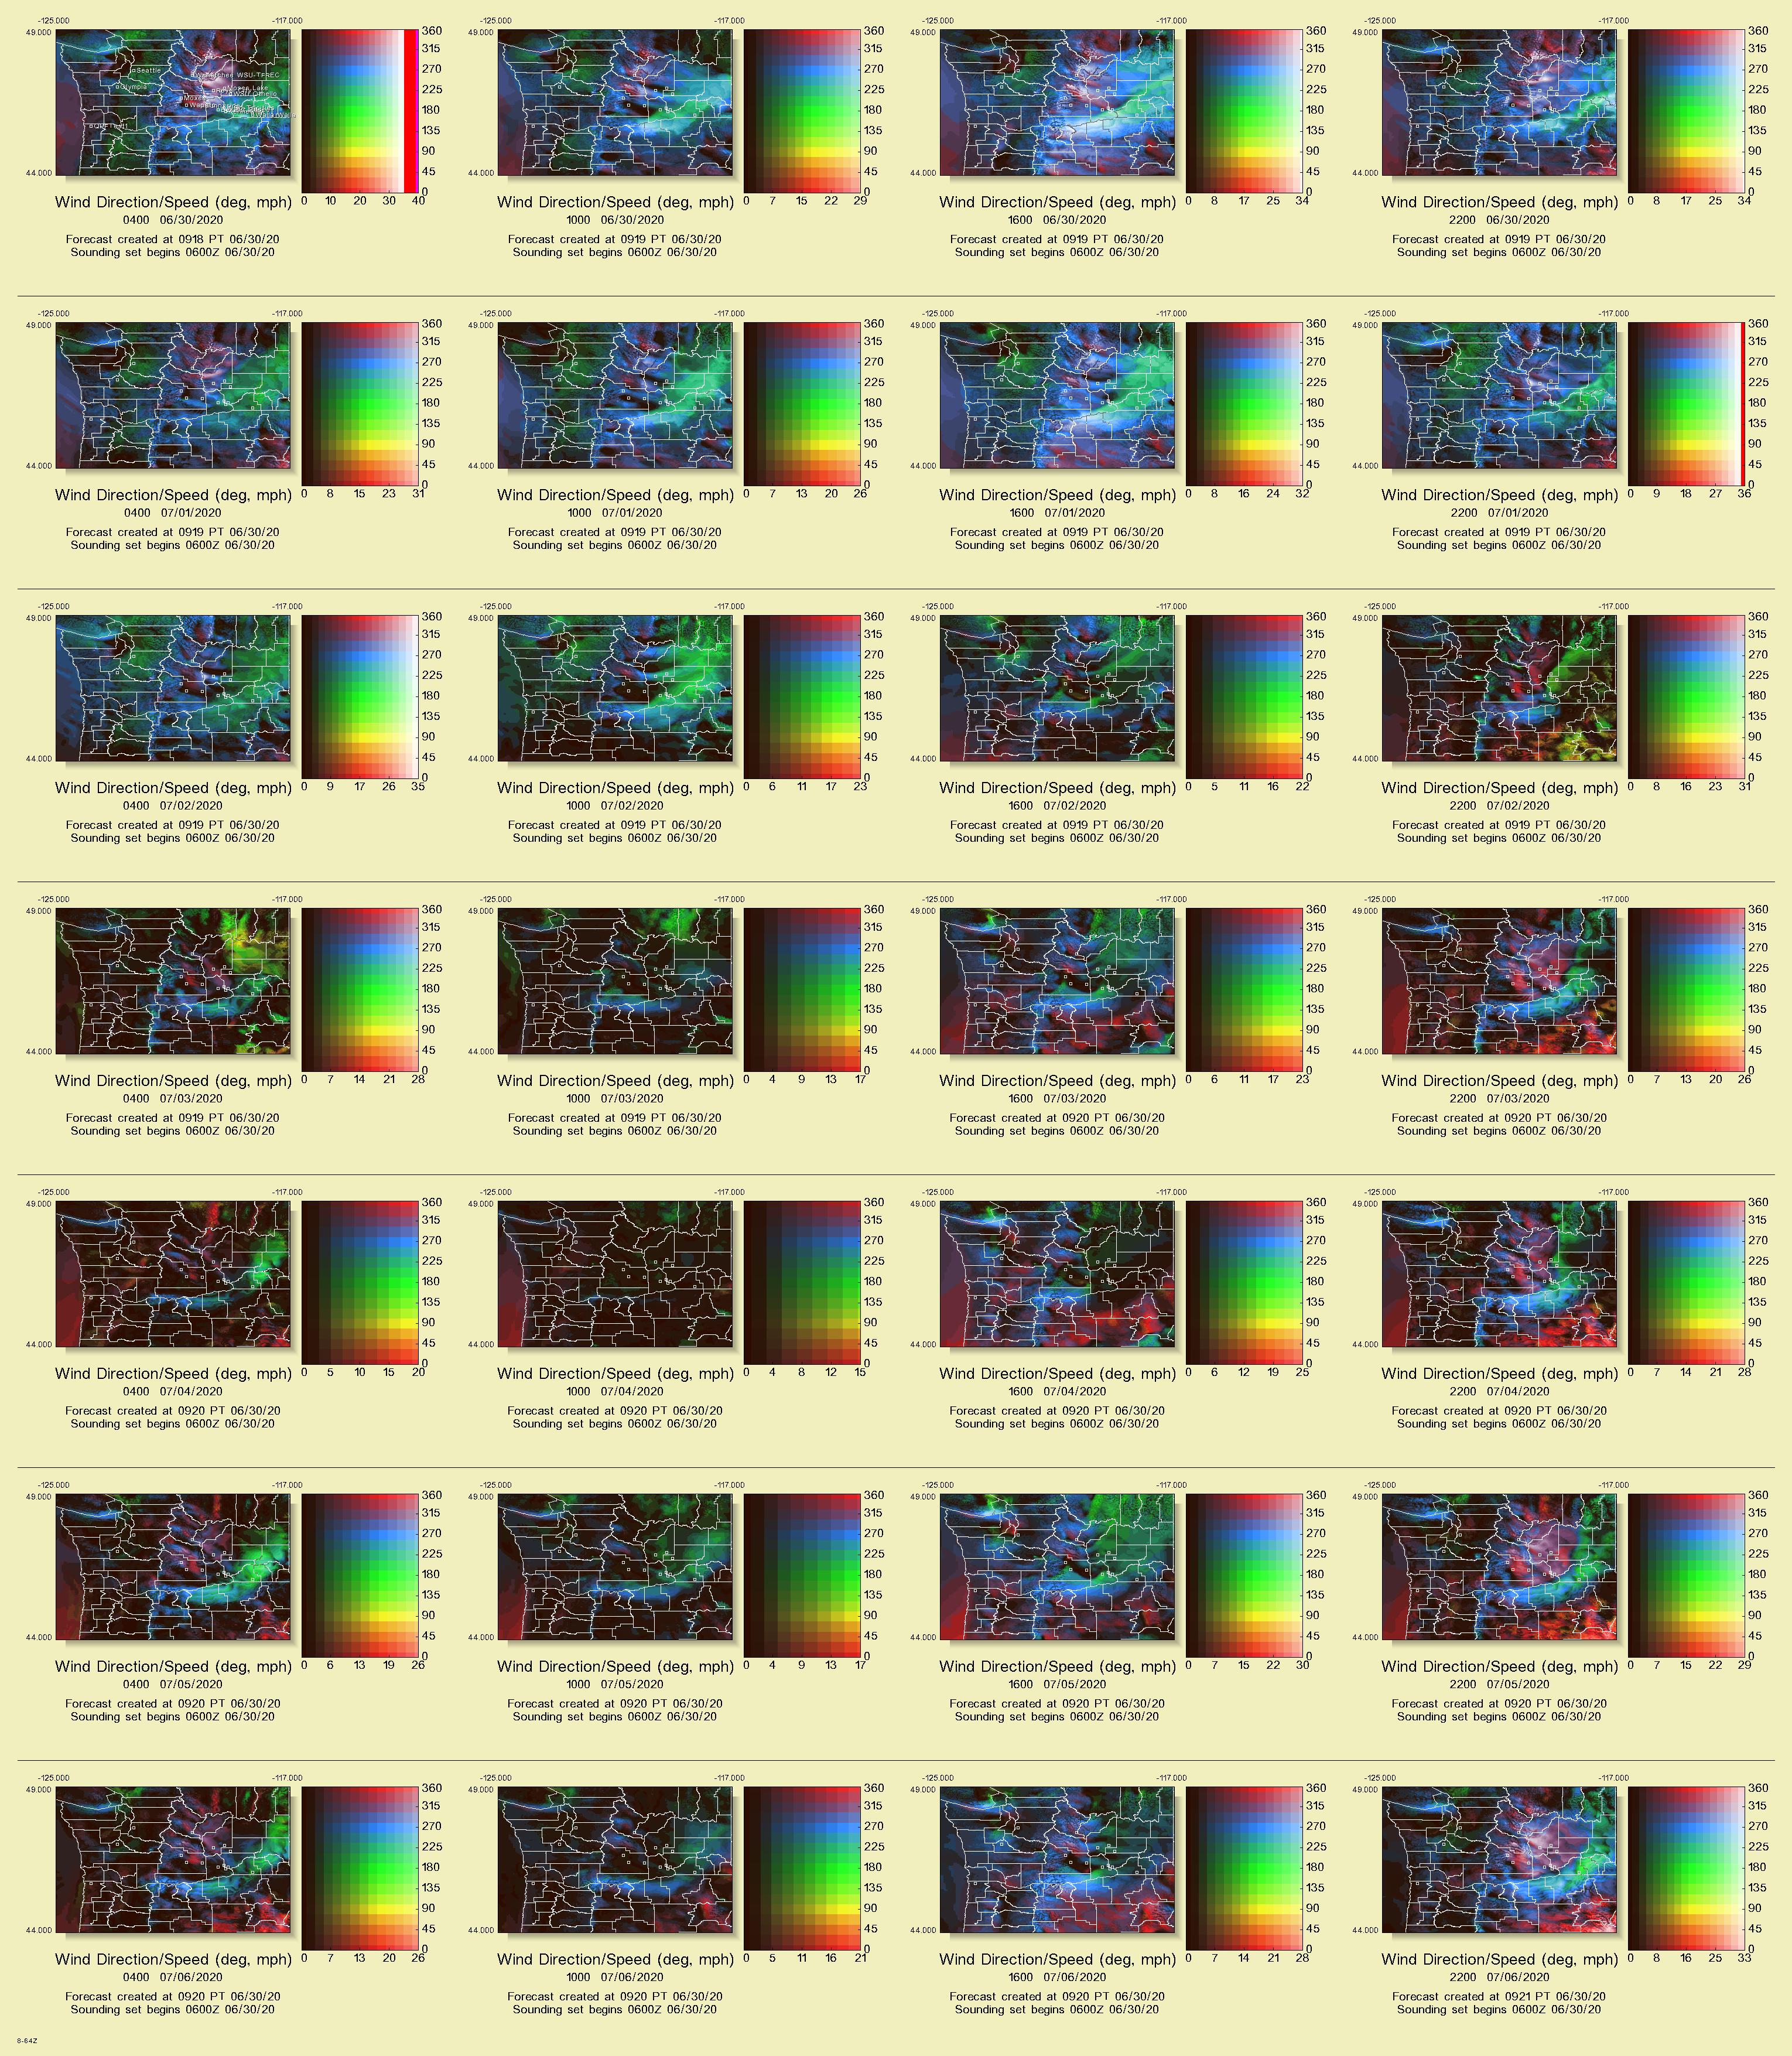 -125.000 -117.000
49.000
360 315 270 225 180 135 90 45 0
Seattle
WSU-TFREC
Olympia
Moses Lake
44.000
0 10 20 30 40
Wind Direction/Speed (deg, mph)
0400 06/30/2020
Forecast created at 0918 PT 06/30/20
Sounding set begins 0600Z 06/30/20
-125.000 -117.000
49.000
360 315 270 225 180 135 90 45 0
44.000
0 7 15 22 29
Wind Direction/Speed (deg, mph)
1000 06/30/2020
Forecast created at 0919 PT 06/30/20
Sounding set begins 0600Z 06/30/20
-125.000 -117.000
49.000
360 315 270 225 180 135 90 45 0
44.000
0 8 17 25 34
Wind Direction/Speed (deg, mph)
1600 06/30/2020
Forecast created at 0919 PT 06/30/20
Sounding set begins 0600Z 06/30/20
-125.000 -117.000
49.000
360 315 270 225 180 135 90 45 0
44.000
0 8 17 25 34
Wind Direction/Speed (deg, mph)
2200 06/30/2020
Forecast created at 0919 PT 06/30/20
Sounding set begins 0600Z 06/30/20
-125.000 -117.000
49.000
360 315 270 225 180 135 90 45 0
44.000
0 8 15 23 31
Wind Direction/Speed (deg, mph)
0400 07/01/2020
Forecast created at 0919 PT 06/30/20
Sounding set begins 0600Z 06/30/20
-125.000 -117.000
49.000
360 315 270 225 180 135 90 45 0
44.000
0 7 13 20 26
Wind Direction/Speed (deg, mph)
1000 07/01/2020
Forecast created at 0919 PT 06/30/20
Sounding set begins 0600Z 06/30/20
-125.000 -117.000
49.000
360 315 270 225 180 135 90 45 0
44.000
0 8 16 24 32
Wind Direction/Speed (deg, mph)
1600 07/01/2020
Forecast created at 0919 PT 06/30/20
Sounding set begins 0600Z 06/30/20
-125.000 -117.000
49.000
360 315 270 225 180 135 90 45 0
44.000
0 9 18 27 36
Wind Direction/Speed (deg, mph)
2200 07/01/2020
Forecast created at 0919 PT 06/30/20
Sounding set begins 0600Z 06/30/20
-125.000 -117.000
49.000
360 315 270 225 180 135 90 45 0
44.000
0 9 17 26 35
Wind Direction/Speed (deg, mph)
0400 07/02/2020
Forecast created at 0919 PT 06/30/20
Sounding set begins 0600Z 06/30/20
-125.000 -117.000
49.000
360 315 270 225 180 135 90 45 0
44.000
0 6 11 17 23
Wind Direction/Speed (deg, mph)
1000 07/02/2020
Forecast created at 0919 PT 06/30/20
Sounding set begins 0600Z 06/30/20
-125.000 -117.000
49.000
360 315 270 225 180 135 90 45 0
44.000
0 5 11 16 22
Wind Direction/Speed (deg, mph)
1600 07/02/2020
Forecast created at 0919 PT 06/30/20
Sounding set begins 0600Z 06/30/20
-125.000 -117.000
49.000
360 315 270 225 180 135 90 45 0
44.000
0 8 16 23 31
Wind Direction/Speed (deg, mph)
2200 07/02/2020
Forecast created at 0919 PT 06/30/20
Sounding set begins 0600Z 06/30/20
-125.000 -117.000
49.000
360 315 270 225 180 135 90 45 0
44.000
0 7 14 21 28
Wind Direction/Speed (deg, mph)
0400 07/03/2020
Forecast created at 0919 PT 06/30/20
Sounding set begins 0600Z 06/30/20
-125.000 -117.000
49.000
360 315 270 225 180 135 90 45 0
44.000
0 4 9 13 17
Wind Direction/Speed (deg, mph)
1000 07/03/2020
Forecast created at 0919 PT 06/30/20
Sounding set begins 0600Z 06/30/20
-125.000 -117.000
49.000
360 315 270 225 180 135 90 45 0
44.000
0 6 11 17 23
Wind Direction/Speed (deg, mph)
1600 07/03/2020
Forecast created at 0920 PT 06/30/20
Sounding set begins 0600Z 06/30/20
-125.000 -117.000
49.000
360 315 270 225 180 135 90 45 0
44.000
0 7 13 20 26
Wind Direction/Speed (deg, mph)
2200 07/03/2020
Forecast created at 0920 PT 06/30/20
Sounding set begins 0600Z 06/30/20
-125.000 -117.000
49.000
360 315 270 225 180 135 90 45 0
44.000
0 5 10 15 20
Wind Direction/Speed (deg, mph)
0400 07/04/2020
Forecast created at 0920 PT 06/30/20
Sounding set begins 0600Z 06/30/20
-125.000 -117.000
49.000
360 315 270 225 180 135 90 45 0
44.000
0 4 8 12 15
Wind Direction/Speed (deg, mph)
1000 07/04/2020
Forecast created at 0920 PT 06/30/20
Sounding set begins 0600Z 06/30/20
-125.000 -117.000
49.000
360 315 270 225 180 135 90 45 0
44.000
0 6 12 19 25
Wind Direction/Speed (deg, mph)
1600 07/04/2020
Forecast created at 0920 PT 06/30/20
Sounding set begins 0600Z 06/30/20
-125.000 -117.000
49.000
360 315 270 225 180 135 90 45 0
44.000
0 7 14 21 28
Wind Direction/Speed (deg, mph)
2200 07/04/2020
Forecast created at 0920 PT 06/30/20
Sounding set begins 0600Z 06/30/20
-125.000 -117.000
49.000
360 315 270 225 180 135 90 45 0
44.000
0 6 13 19 26
Wind Direction/Speed (deg, mph)
0400 07/05/2020
Forecast created at 0920 PT 06/30/20
Sounding set begins 0600Z 06/30/20
-125.000 -117.000
49.000
360 315 270 225 180 135 90 45 0
44.000
0 4 9 13 17
Wind Direction/Speed (deg, mph)
1000 07/05/2020
Forecast created at 0920 PT 06/30/20
Sounding set begins 0600Z 06/30/20
-125.000 -117.000
49.000
360 315 270 225 180 135 90 45 0
44.000
0 7 15 22 30
Wind Direction/Speed (deg, mph)
1600 07/05/2020
Forecast created at 0920 PT 06/30/20
Sounding set begins 0600Z 06/30/20
-125.000 -117.000
49.000
360 315 270 225 180 135 90 45 0
44.000
0 7 15 22 29
Wind Direction/Speed (deg, mph)
2200 07/05/2020
Forecast created at 0920 PT 06/30/20
Sounding set begins 0600Z 06/30/20
-125.000 -117.000
49.000
360 315 270 225 180 135 90 45 0
44.000
0 7 13 20 26
Wind Direction/Speed (deg, mph)
0400 07/06/2020
Forecast created at 0920 PT 06/30/20
Sounding set begins 0600Z 06/30/20
-125.000 -117.000
49.000
360 315 270 225 180 135 90 45 0
44.000
0 5 11 16 21
Wind Direction/Speed (deg, mph)
1000 07/06/2020
Forecast created at 0920 PT 06/30/20
Sounding set begins 0600Z 06/30/20
-125.000 -117.000
49.000
360 315 270 225 180 135 90 45 0
44.000
0 7 14 21 28
Wind Direction/Speed (deg, mph)
1600 07/06/2020
Forecast created at 0920 PT 06/30/20
Sounding set begins 0600Z 06/30/20
-125.000 -117.000
49.000
360 315 270 225 180 135 90 45 0
44.000
0 8 16 25 33
Wind Direction/Speed (deg, mph)
2200 07/06/2020
Forecast created at 0921 PT 06/30/20
Sounding set begins 0600Z 06/30/20